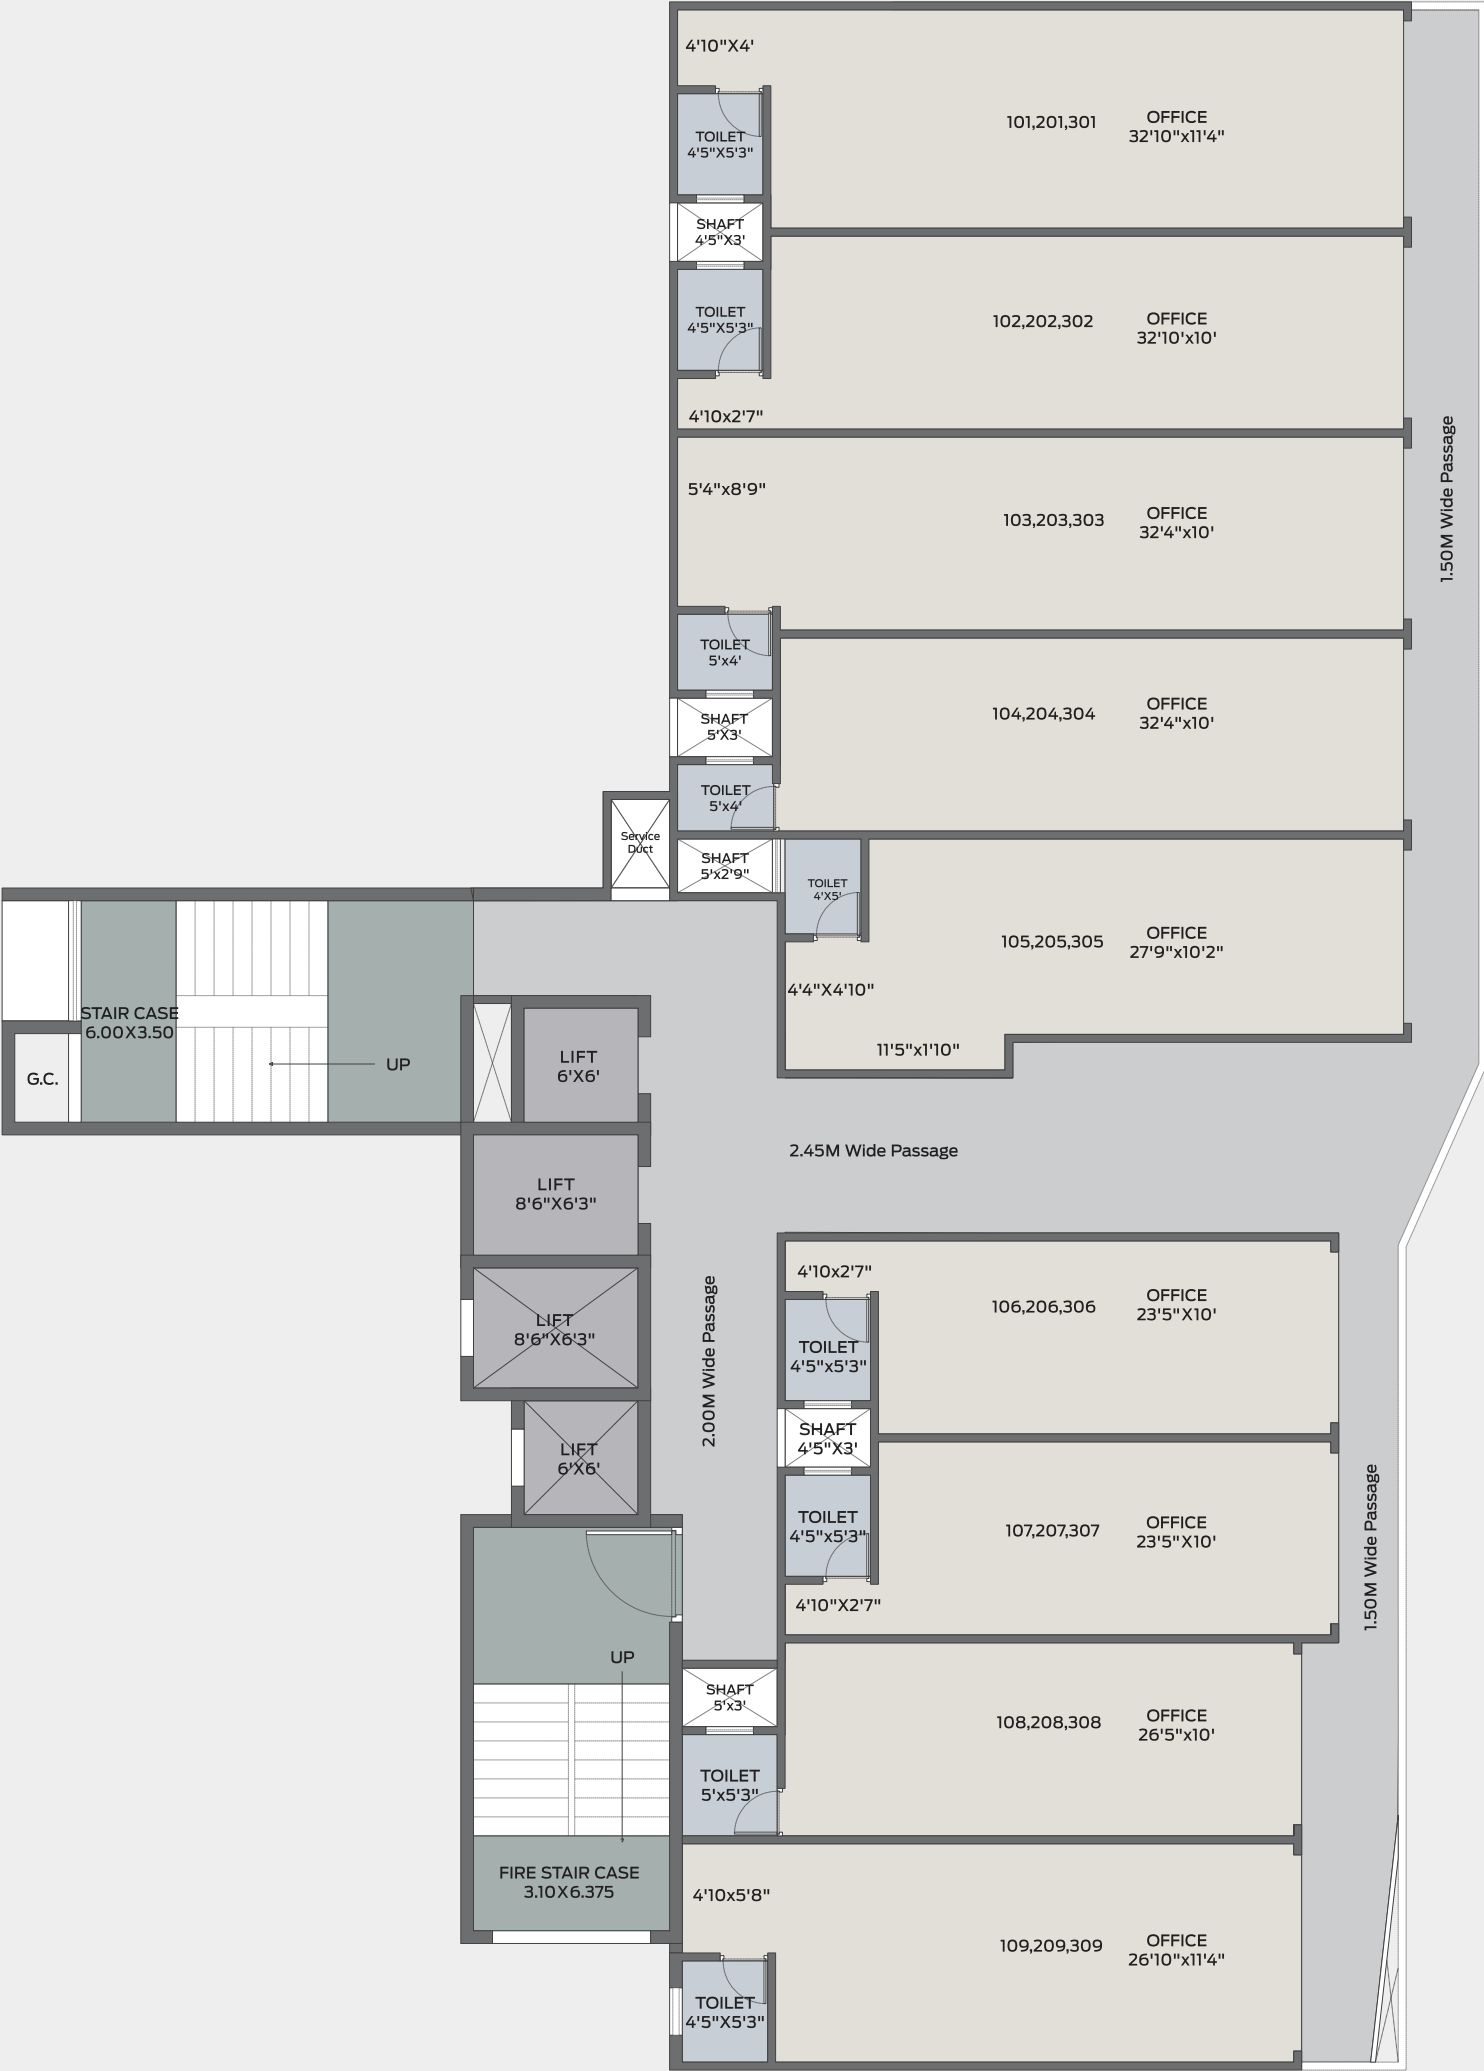 4'10"X4'
101,201,301
OFFICE
32'10"x11'4"
TOILET
4'5"X5'3"
SHAFT
4'5"X3'
TOILET
4'5"X5'3"
102,202,302
OFFICE
32'10'x10'
4'10x2'7"
5'4"x8'9"
103,203,303
OFFICE
32'4"x10'
1.50M Wide Passage
TOILET
5'x4'
SHAFT
5'X3'
104,204,304
OFFICE
32'4"x10'
TOILET
5'x4'
Service
Duct
SHAFT
5'x2'9"
TOILET
4'X5'
105,205,305
OFFICE
27'9"x10'2"
4'4"X4'10"
11'5"x1'10"
STAIR CASE
6.00X3.50
UP
G.C.
LIFT
6'X6'
2.45M Wide Passage
LIFT
8'6"X6'3"
LIFT
8'6"X6'3"
LIFT
6'X6'
2.00M Wide Passage
4'10x2'7"
106,206,306
OFFICE
23'5"X10'
TOILET
4'5"x5'3"
SHAFT
4'5"X3'
TOILET
4'5"x5'3"
107,207,307
OFFICE
23'5"X10'
4'10"X2'7"
1.50M Wide Passage
UP
SHAFT
5'x3'
108,208,308
OFFICE
26'5"x10'
TOILET
5'x5'3"
FIRE STAIR CASE
3.10X6.375
4'10x5'8"
109,209,309
OFFICE
26'10"x11'4"
TOILET
4'5"X5'3"